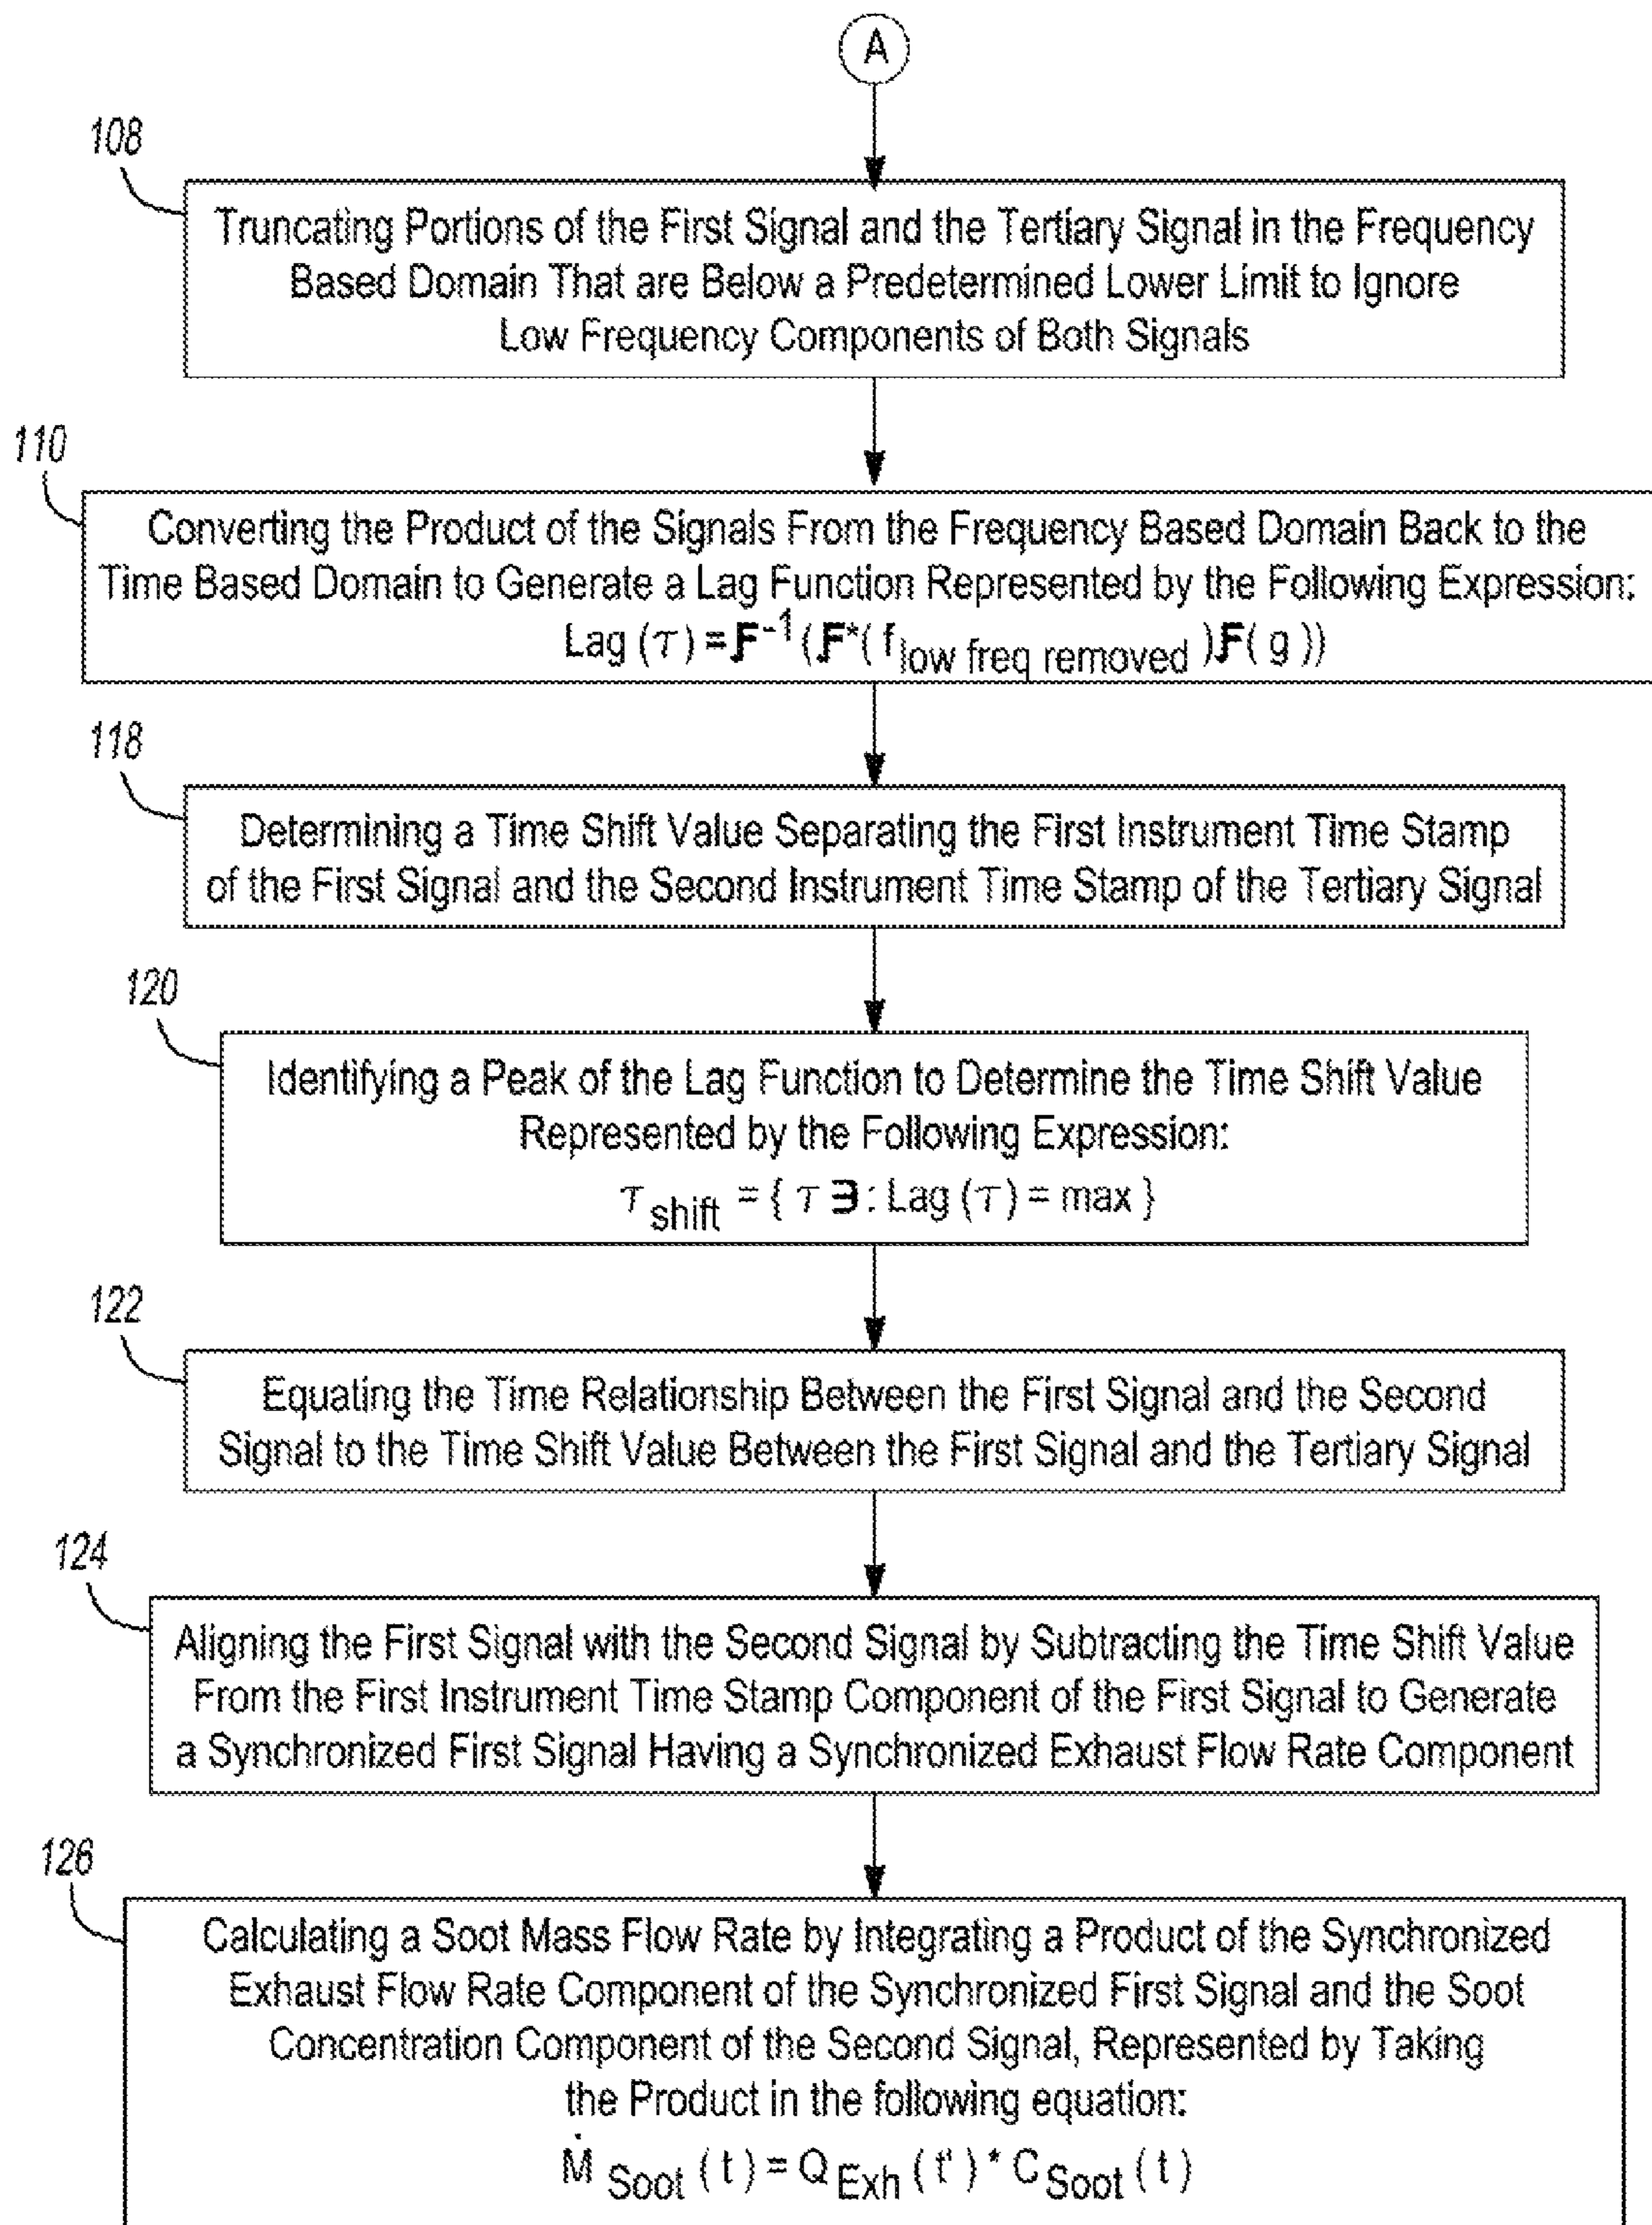 A
108
Truncating Portions of the First Signal and the Tertiary Signal in the Frequency
Based Domain That are Below a Predetermined Lower Limit to Ignore
Low Frequency Components of Both Signals
110
Converting the Product of the Signals From the Frequency Based Domain Back to the
Time Based Domain to Generate a Lag Function Represented by the Following Expression:
Lag (τ) = F⁻¹ (F*( f low freq removed )F( g ))
118
Determining a Time Shift Value Separating the First Instrument Time Stamp
of the First Signal and the Second Instrument Time Stamp of the Tertiary Signal
120
Identifying a Peak of the Lag Function to Determine the Time Shift Value
Represented by the Following Expression:
τ shift = { τ ∋ : Lag (τ) = max }
122
Equating the Time Relationship Between the First Signal and the Second
Signal to the Time Shift Value Between the First Signal and the Tertiary Signal
124
Aligning the First Signal with the Second Signal by Subtracting the Time Shift Value
From the First Instrument Time Stamp Component of the First Signal to Generate
a Synchronized First Signal Having a Synchronized Exhaust Flow Rate Component
126
Calculating a Soot Mass Flow Rate by Integrating a Product of the Synchronized
Exhaust Flow Rate Component of the Synchronized First Signal and the Soot
Concentration Component of the Second Signal, Represented by Taking
the Product in the following equation:
Ṁ Soot ( t ) = Q Exh ( t' ) * C Soot ( t )